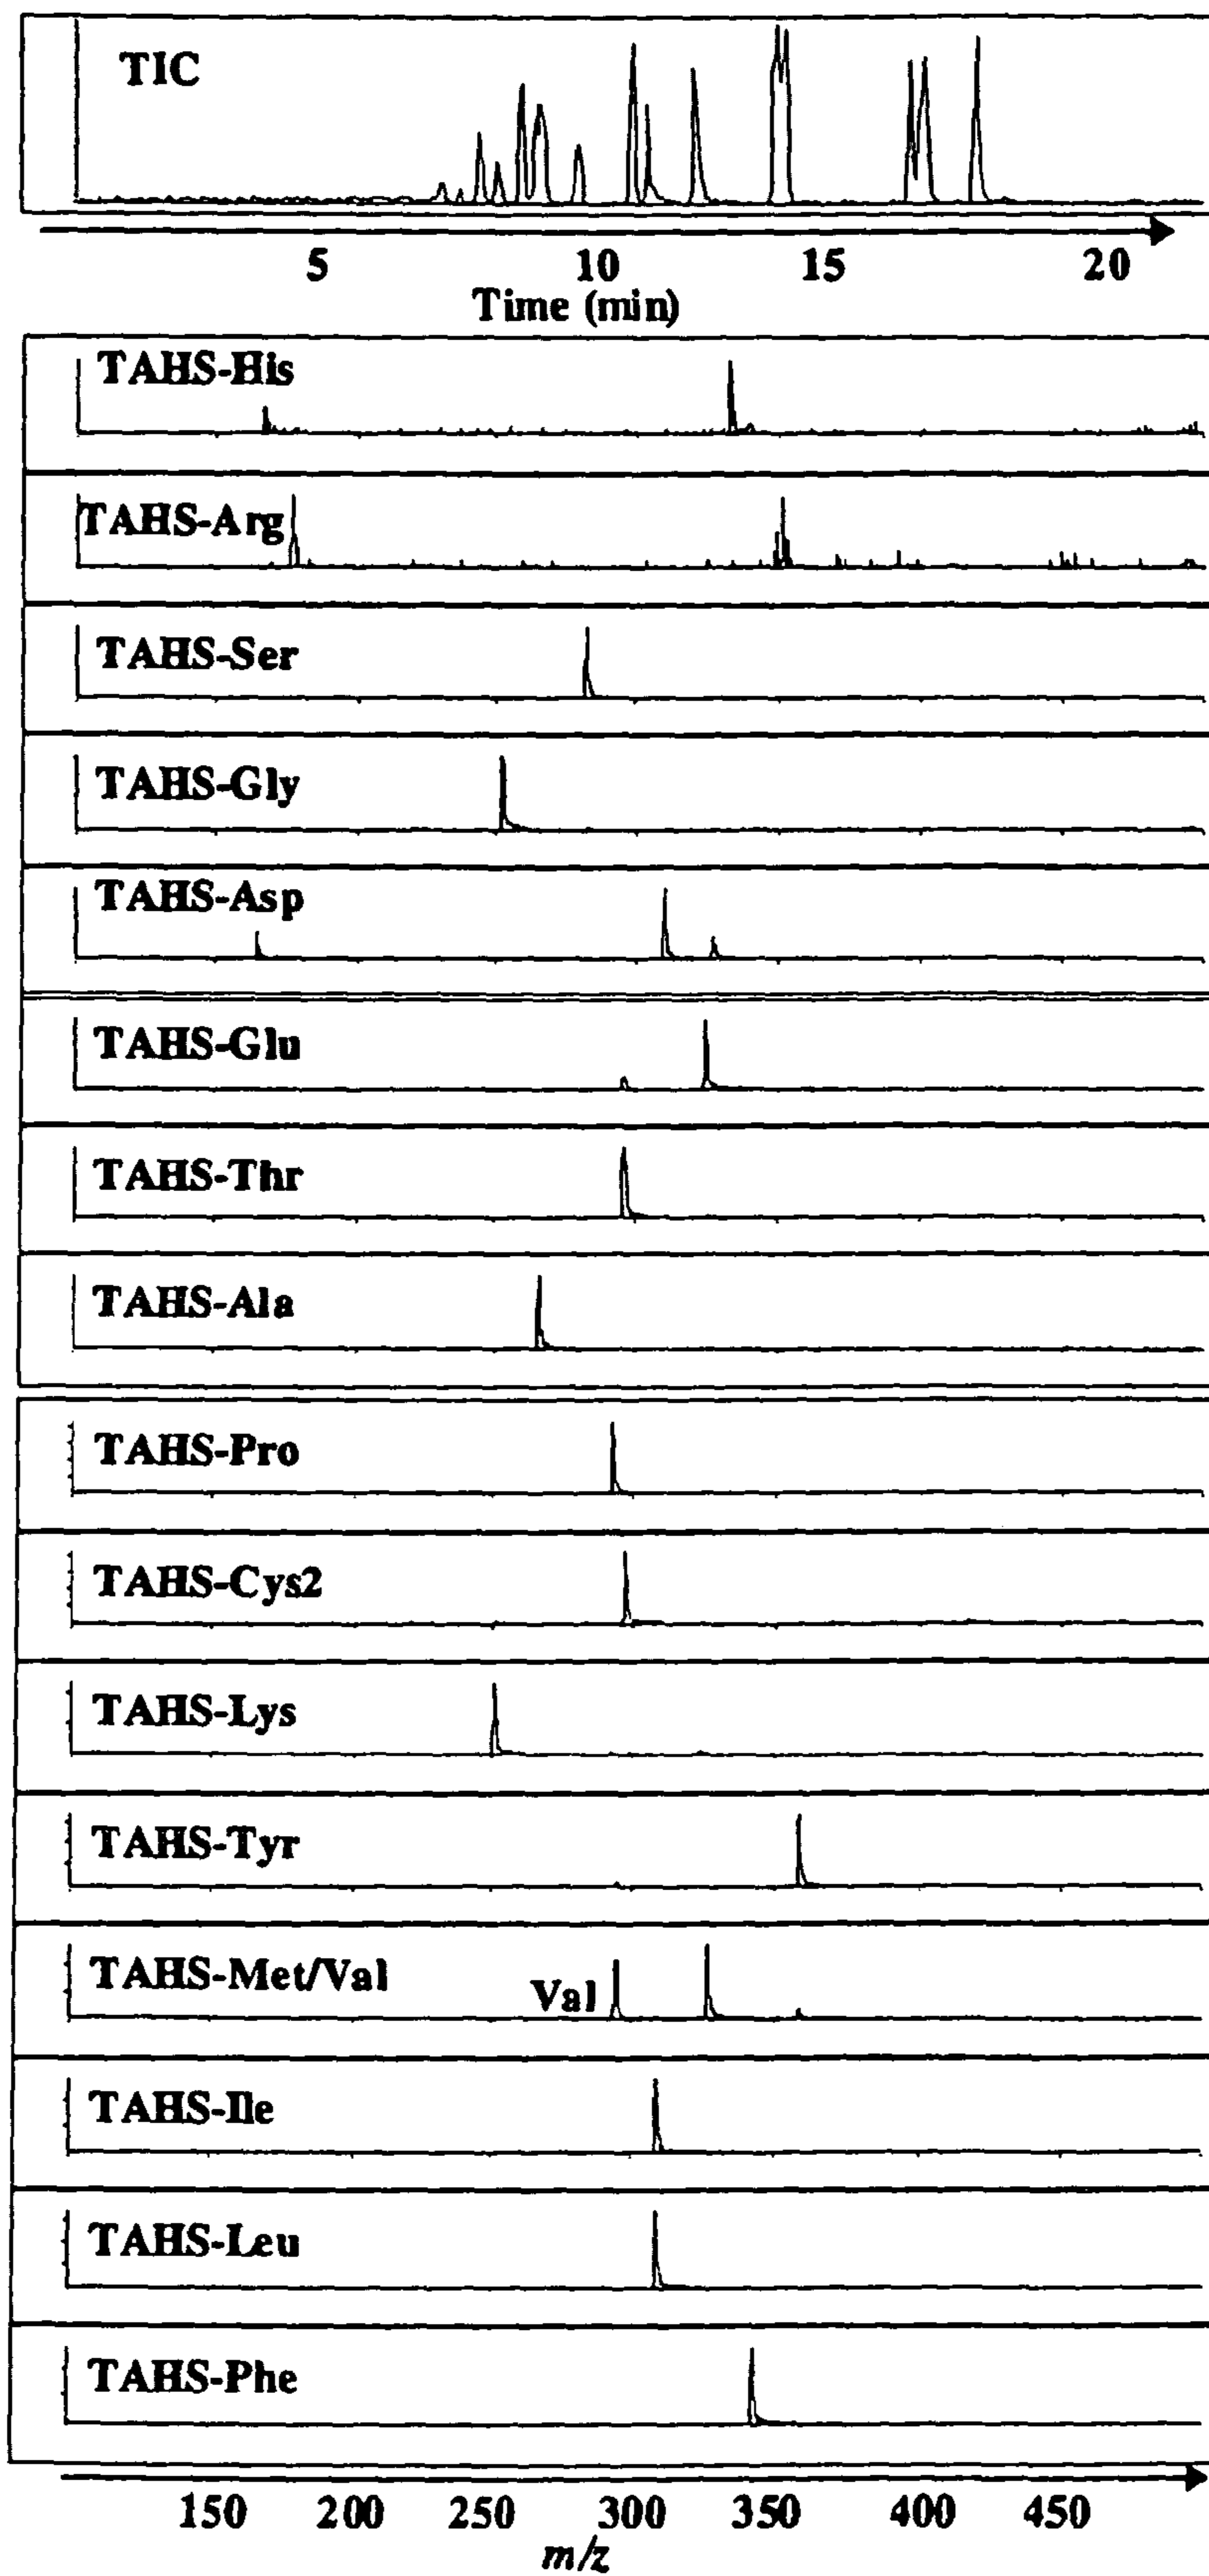 TIC
5 10 15 20
Time (min)
TAHS-His
TAHS-Arg
TAHS-Ser
TAHS-Gly
TAHS-Asp
TAHS-Glu
TAHS-Thr
TAHS-Ala
TAHS-Pro
TAHS-Cys2
TAHS-Lys
TAHS-Tyr
TAHS-Met/Val
Val
TAHS-Ile
TAHS-Leu
TAHS-Phe
150 200 250 300 350 400 450
m/z